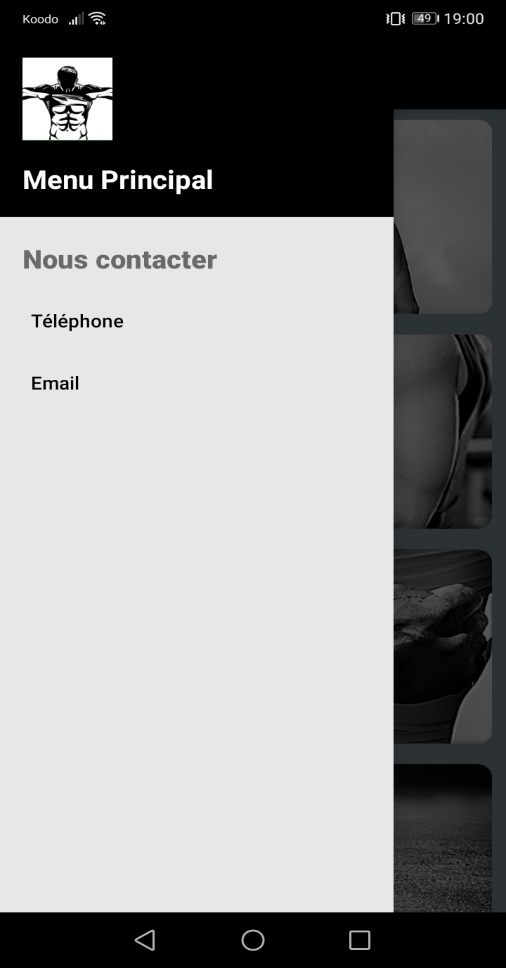 Koodo 49 19:00
Menu Principal
Nous contacter
Téléphone
Email